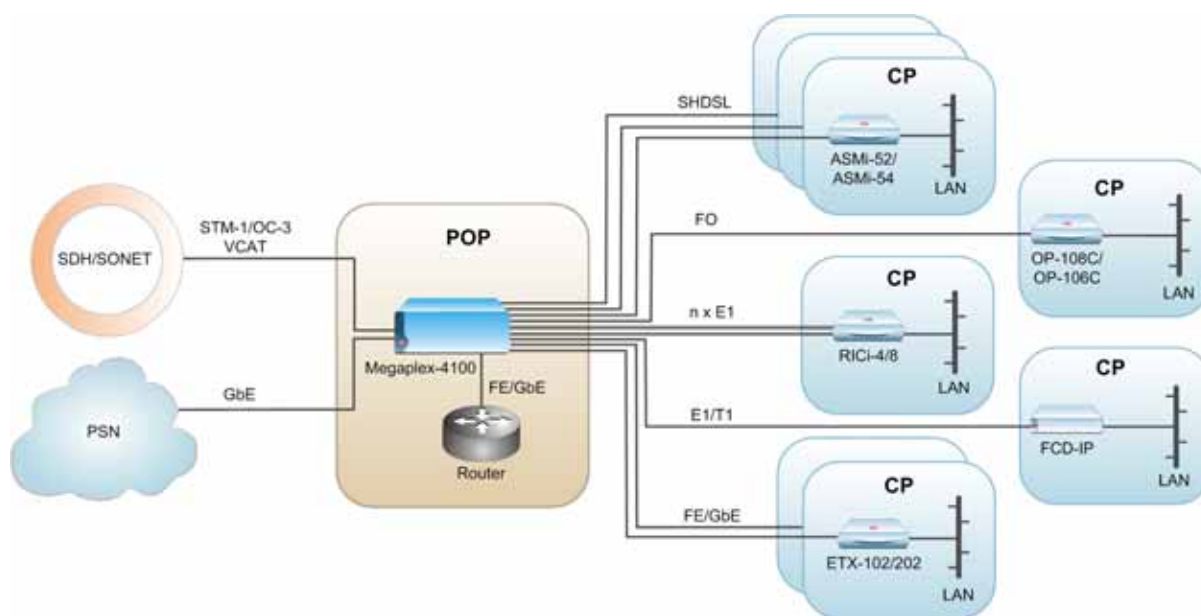 SDH/SONET
STM-1/OC-3
VCAT
PSN
GbE
POP
Megaplex-4100
FE/GbE
Router
SHDSL
CP
ASMi-52/
ASMi-54
LAN
FO
CP
OP-108C/
OP-106C
LAN
n x E1
CP
RICi-4/8
LAN
E1/T1
CP
FCD-IP
LAN
FE/GbE
CP
ETX-102/202
LAN